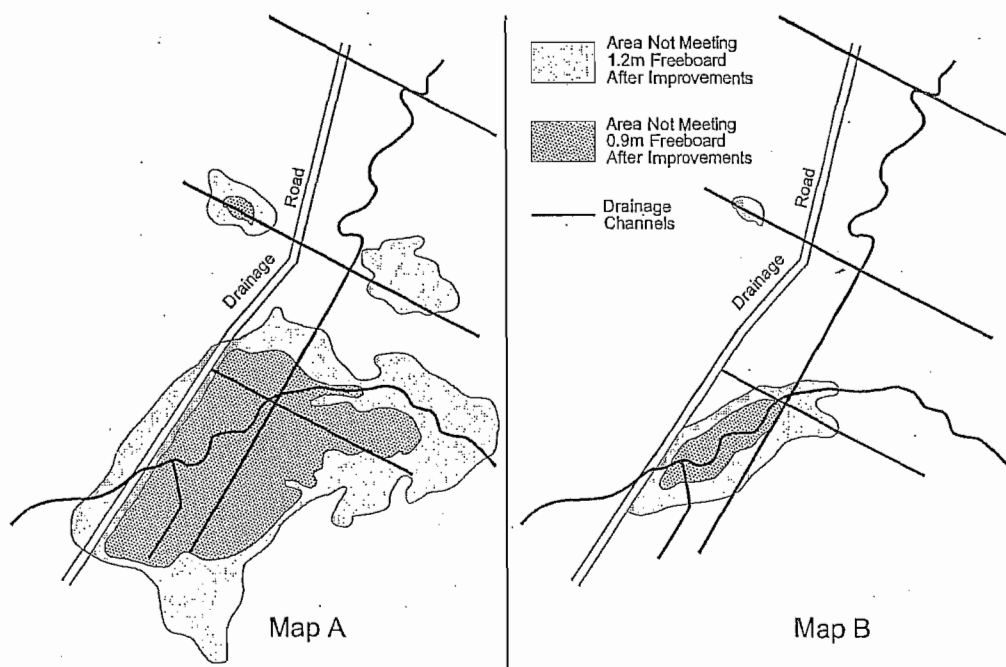 Road
Drainage
Map A
Area Not Meeting
1.2m Freeboard
After Improvements
Area Not Meeting
0.9m Freeboard
After Improvements
Drainage
Channels
Road
Drainage
Map B